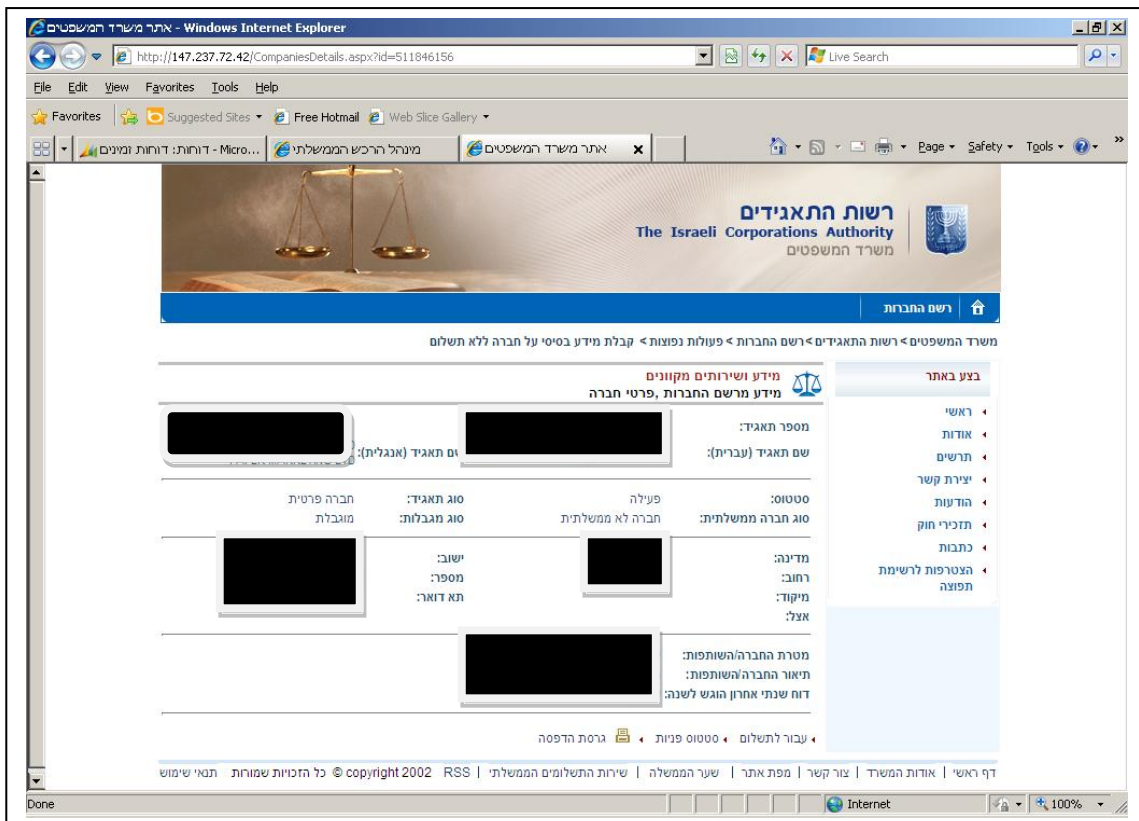 אתר משרד המשפטים - Windows Internet Explorer
http://147.237.72.42/CompaniesDetails.aspx?id=511846156
Live Search
File Edit View Favorites Tools Help
Favorites Suggested Sites Free Hotmail Web Slice Gallery
דוחות: דוחות זמינים - Micro... מינהל הרכש הממשלתי אתר משרד המשפטים Page Safety Tools
רשות התאגידים
The Israeli Corporations Authority
משרד המשפטים
רשם החברות
משרד המשפטים > רשות התאגידים > רשם החברות > פעולות נפוצות > קבלת מידע בסיסי על חברה ללא תשלום
בצע באתר
ראשי
אודות
תרשים
יצירת קשר
הודעות
תזכירי חוק
כתבות
הצטרפות לרשימת
תפוצה
מידע ושירותים מקוונים
מידע מרשם החברות ,פרטי חברה
מספר תאגיד:
שם תאגיד (עברית): שם תאגיד (אנגלית):
סטטוס: פעילה סוג תאגיד: חברה פרטית
סוג חברה ממשלתית: חברה לא ממשלתית סוג מגבלות: מוגבלת
מדינה: ישוב:
רחוב: מספר:
מיקוד: תא דואר:
אצל:
מטרת החברה/השותפות:
תיאור החברה/השותפות:
דוח שנתי אחרון הוגש לשנה:
עבור לתשלום סטטוס פניות גרסת הדפסה
דף ראשי | אודות המשרד | צור קשר | מפת אתר | שער הממשלה | שירות התשלומים הממשלתי | RSS copyright 2002 © כל הזכויות שמורות תנאי שימוש
Done Internet 100%